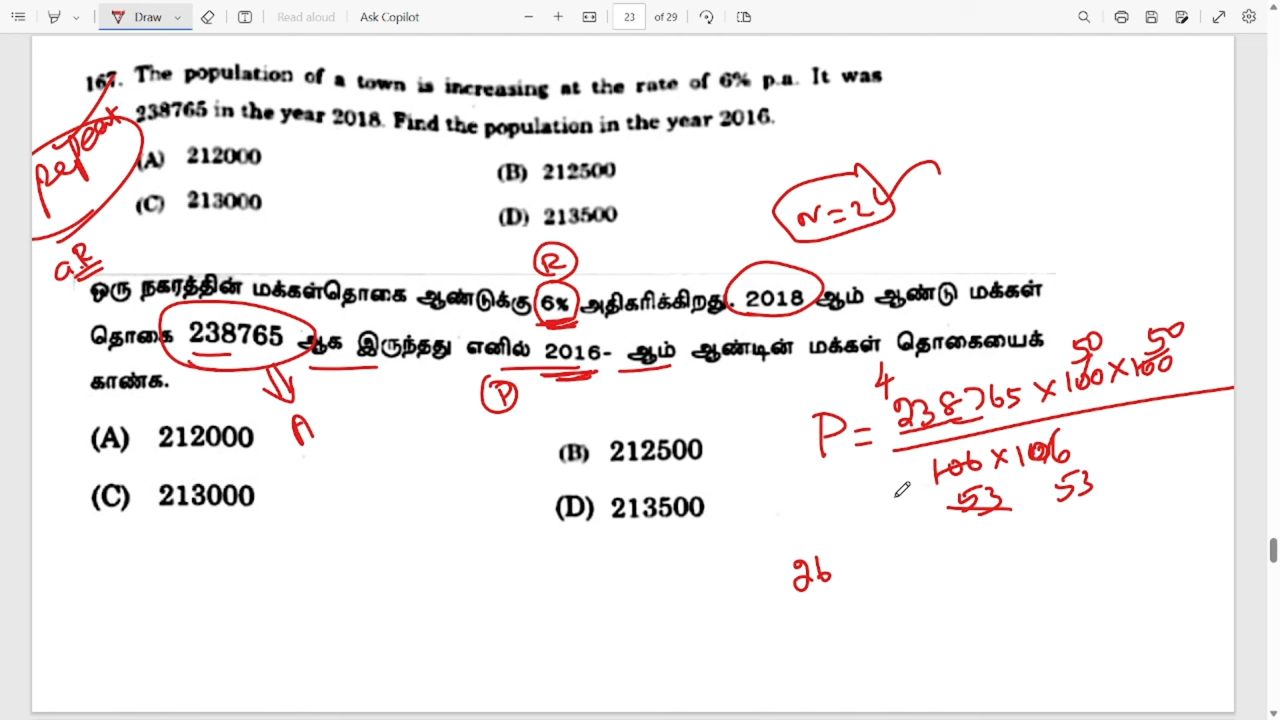 Draw
Read aloud
Ask Copilot
23
of 29
167. The population of a town is increasing at the rate of 6% p.a. It was
238765 in the year 2018. Find the population in the year 2016.
(A) 212000
(B) 212500
(C) 213000
(D) 213500
repeat
aR
N=2
R
ஒரு நகரத்தின் மக்கள்தொகை ஆண்டுக்கு 6% அதிகரிக்கிறது. 2018 ஆம் ஆண்டு மக்கள்
தொகை 238765 ஆக இருந்தது எனில் 2016- ஆம் ஆண்டின் மக்கள் தொகையைக்
காண்க.
P
A
(A) 212000
(B) 212500
(C) 213000
(D) 213500
50 50
4
P = 238765 × 100 × 100
106 × 106
53 53
26